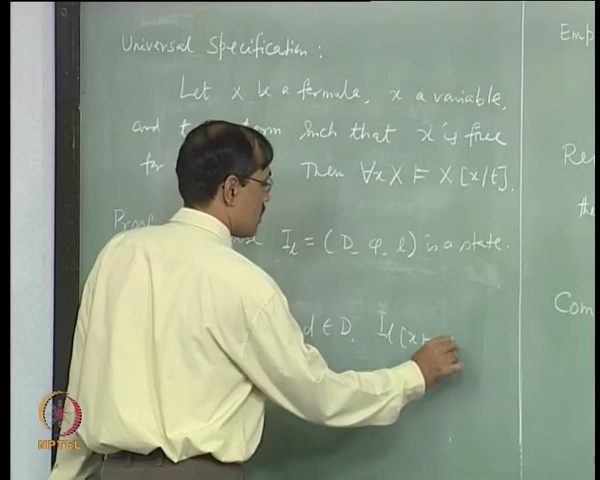 Universal Specification:
Let X be a formula, x a variable,
and t term such that x is free
for Then ∀x X ⊨ X [x/t].
Proof I_l = (D, φ, l) is a state.
d ∈ D, I_l [x ↦
Emp
Re
the
Com
NPTEL